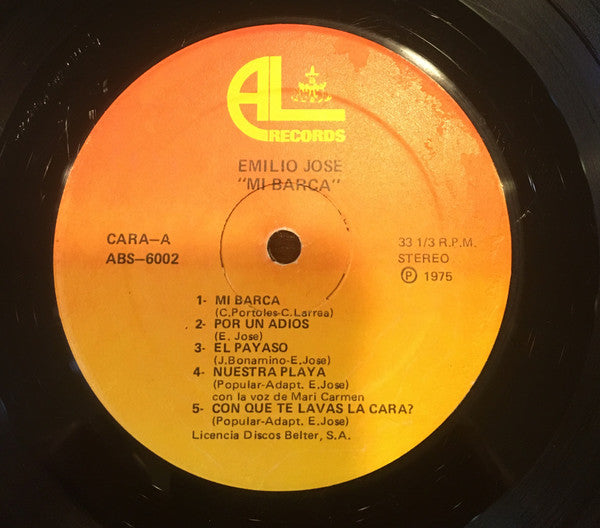 AL
RECORDS
EMILIO JOSE
"MI BARCA"
CARA-A
ABS-6002
33 1/3 R.P.M.
STEREO
Ⓟ 1975
1- MI BARCA
(C.Portoles-C.Larrea)
2- POR UN ADIOS
(E. Jose)
3- EL PAYASO
(J.Bonamino-E.Jose)
4- NUESTRA PLAYA
(Popular-Adapt. E.Jose)
con la voz de Mari Carmen
5- CON QUE TE LAVAS LA CARA?
(Popular-Adapt. E.Jose)
Licencia Discos Belter, S.A.